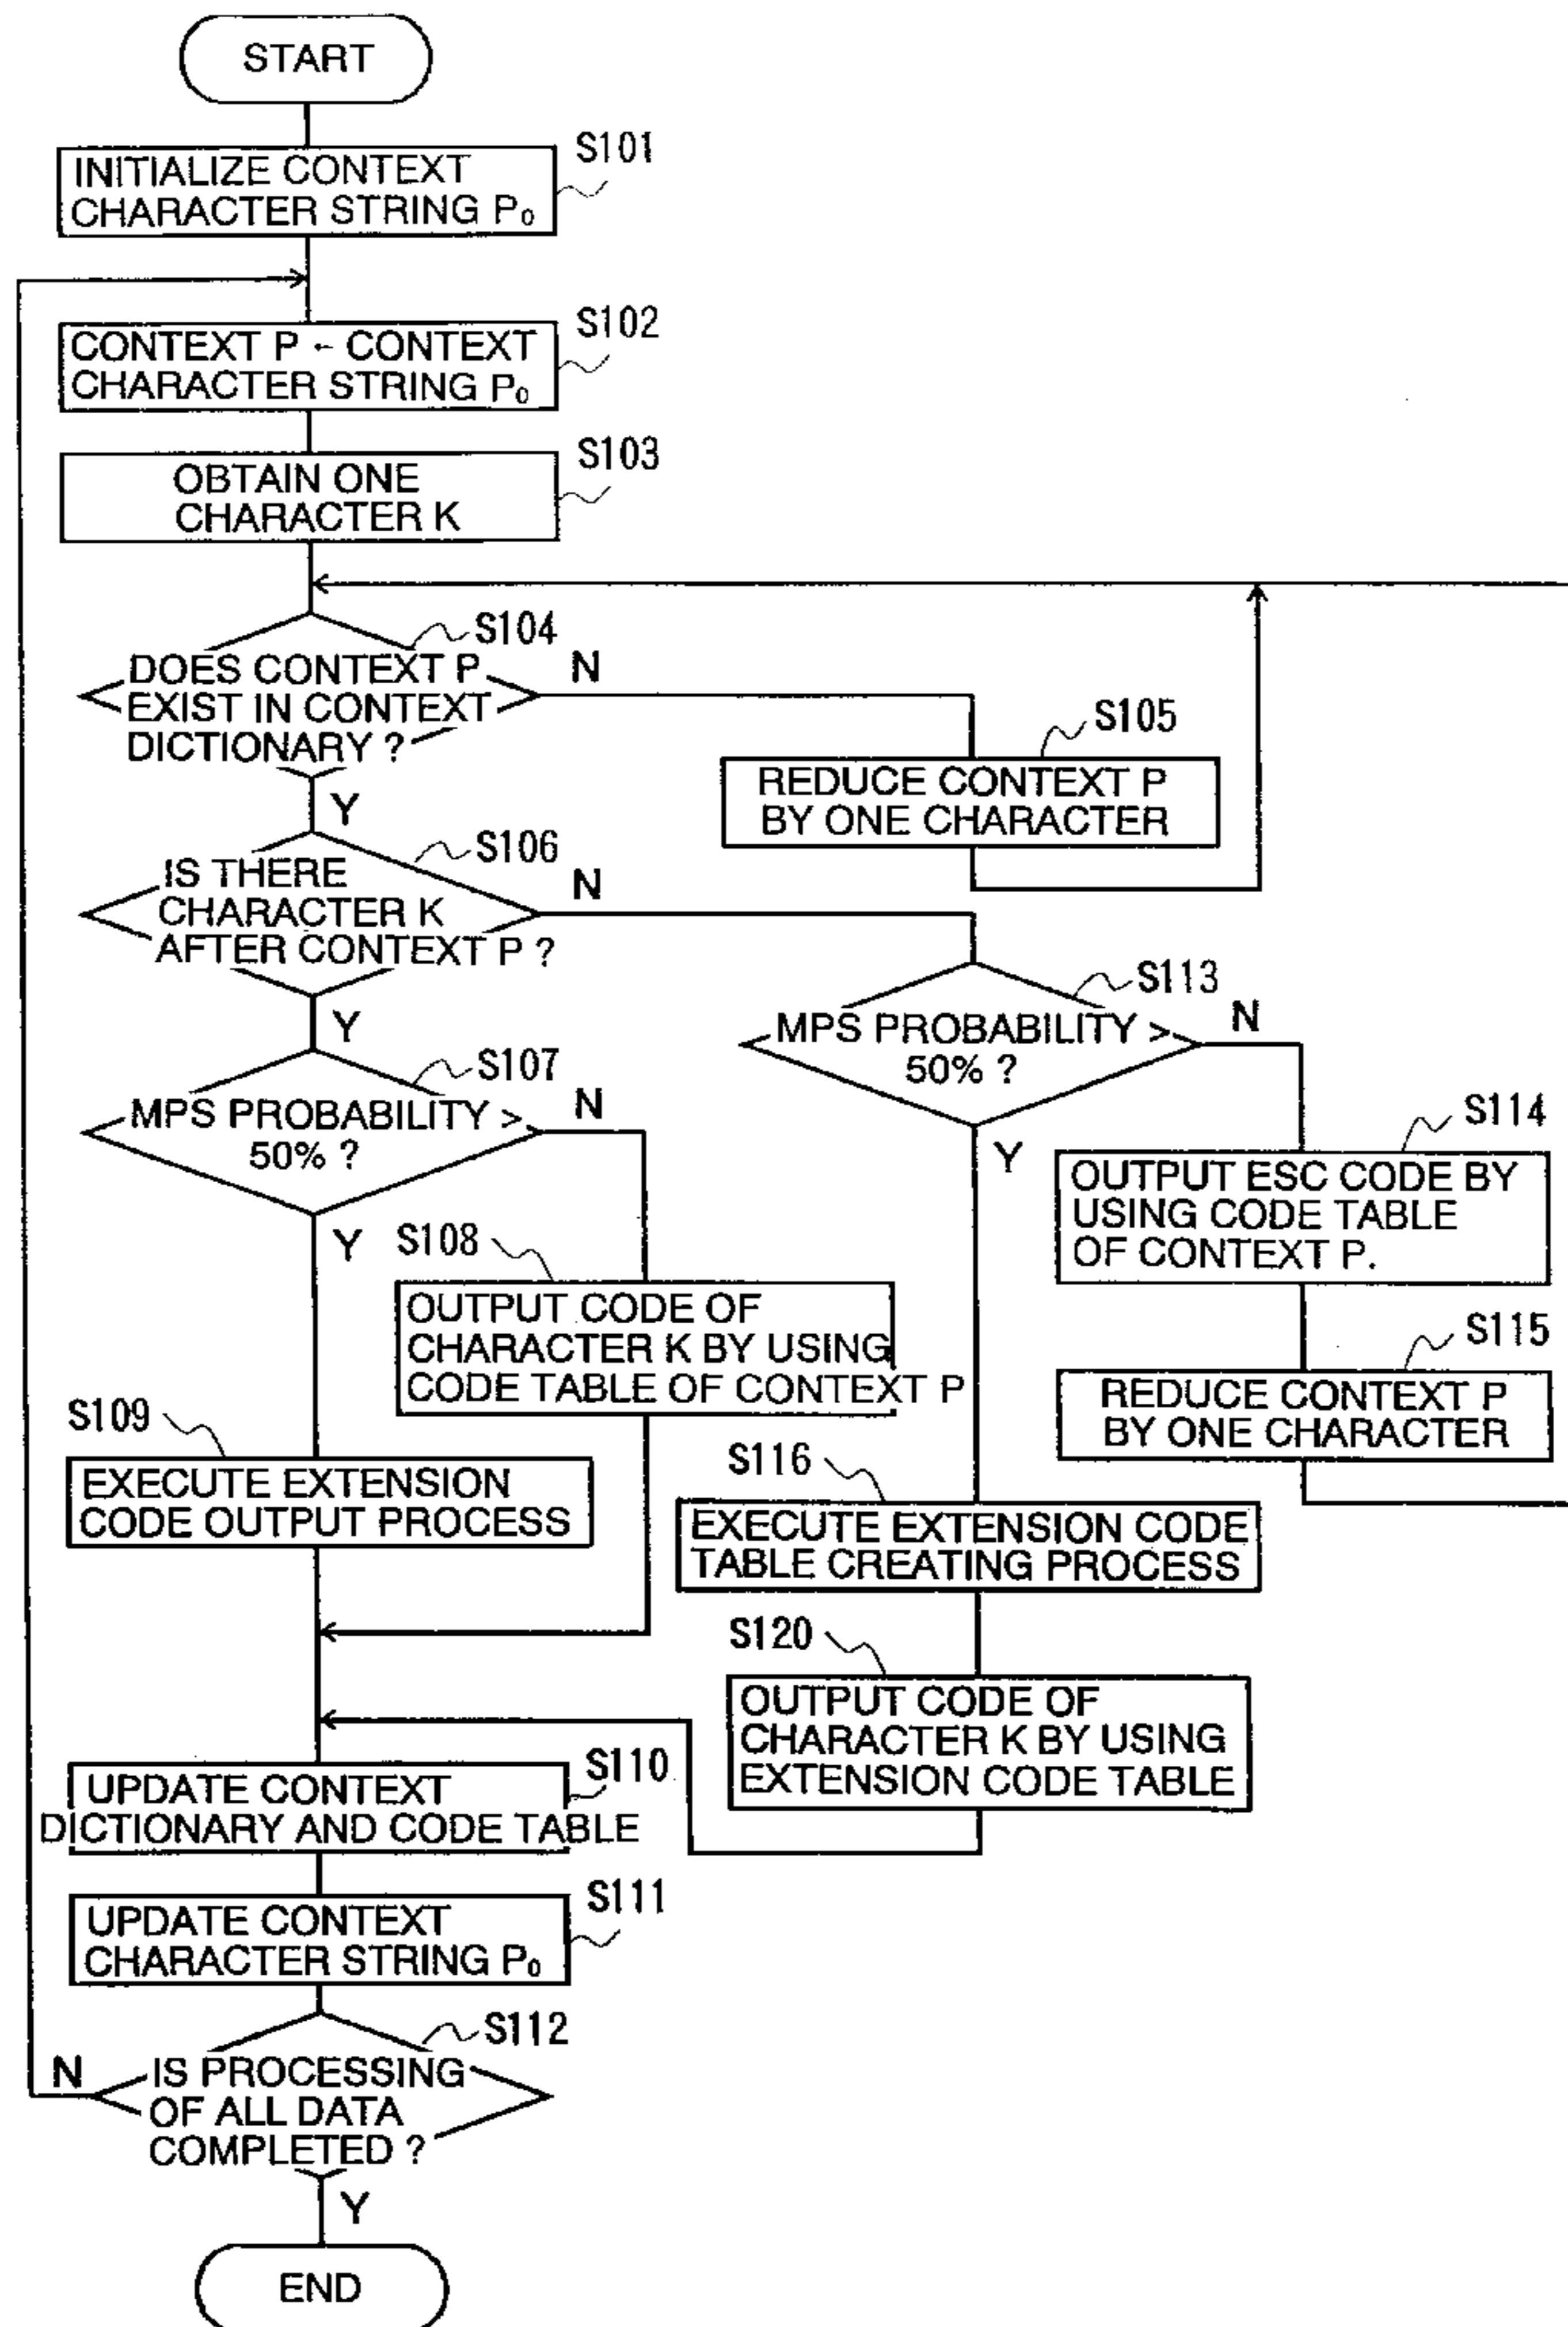 START
S101
INITIALIZE CONTEXT
CHARACTER STRING P₀
S102
CONTEXT P ← CONTEXT
CHARACTER STRING P₀
S103
OBTAIN ONE
CHARACTER K
S104
DOES CONTEXT P
EXIST IN CONTEXT
DICTIONARY ?
N
Y
S105
REDUCE CONTEXT P
BY ONE CHARACTER
S106
IS THERE
CHARACTER K
AFTER CONTEXT P ?
N
Y
S113
MPS PROBABILITY >
50% ?
N
Y
S107
MPS PROBABILITY >
50% ?
N
Y
S114
OUTPUT ESC CODE BY
USING CODE TABLE
OF CONTEXT P.
S108
OUTPUT CODE OF
CHARACTER K BY USING
CODE TABLE OF CONTEXT P
S115
REDUCE CONTEXT P
BY ONE CHARACTER
S109
EXECUTE EXTENSION
CODE OUTPUT PROCESS
S116
EXECUTE EXTENSION CODE
TABLE CREATING PROCESS
S120
OUTPUT CODE OF
CHARACTER K BY USING
EXTENSION CODE TABLE
S110
UPDATE CONTEXT
DICTIONARY AND CODE TABLE
S111
UPDATE CONTEXT
CHARACTER STRING P₀
S112
IS PROCESSING
OF ALL DATA
COMPLETED ?
N
Y
END